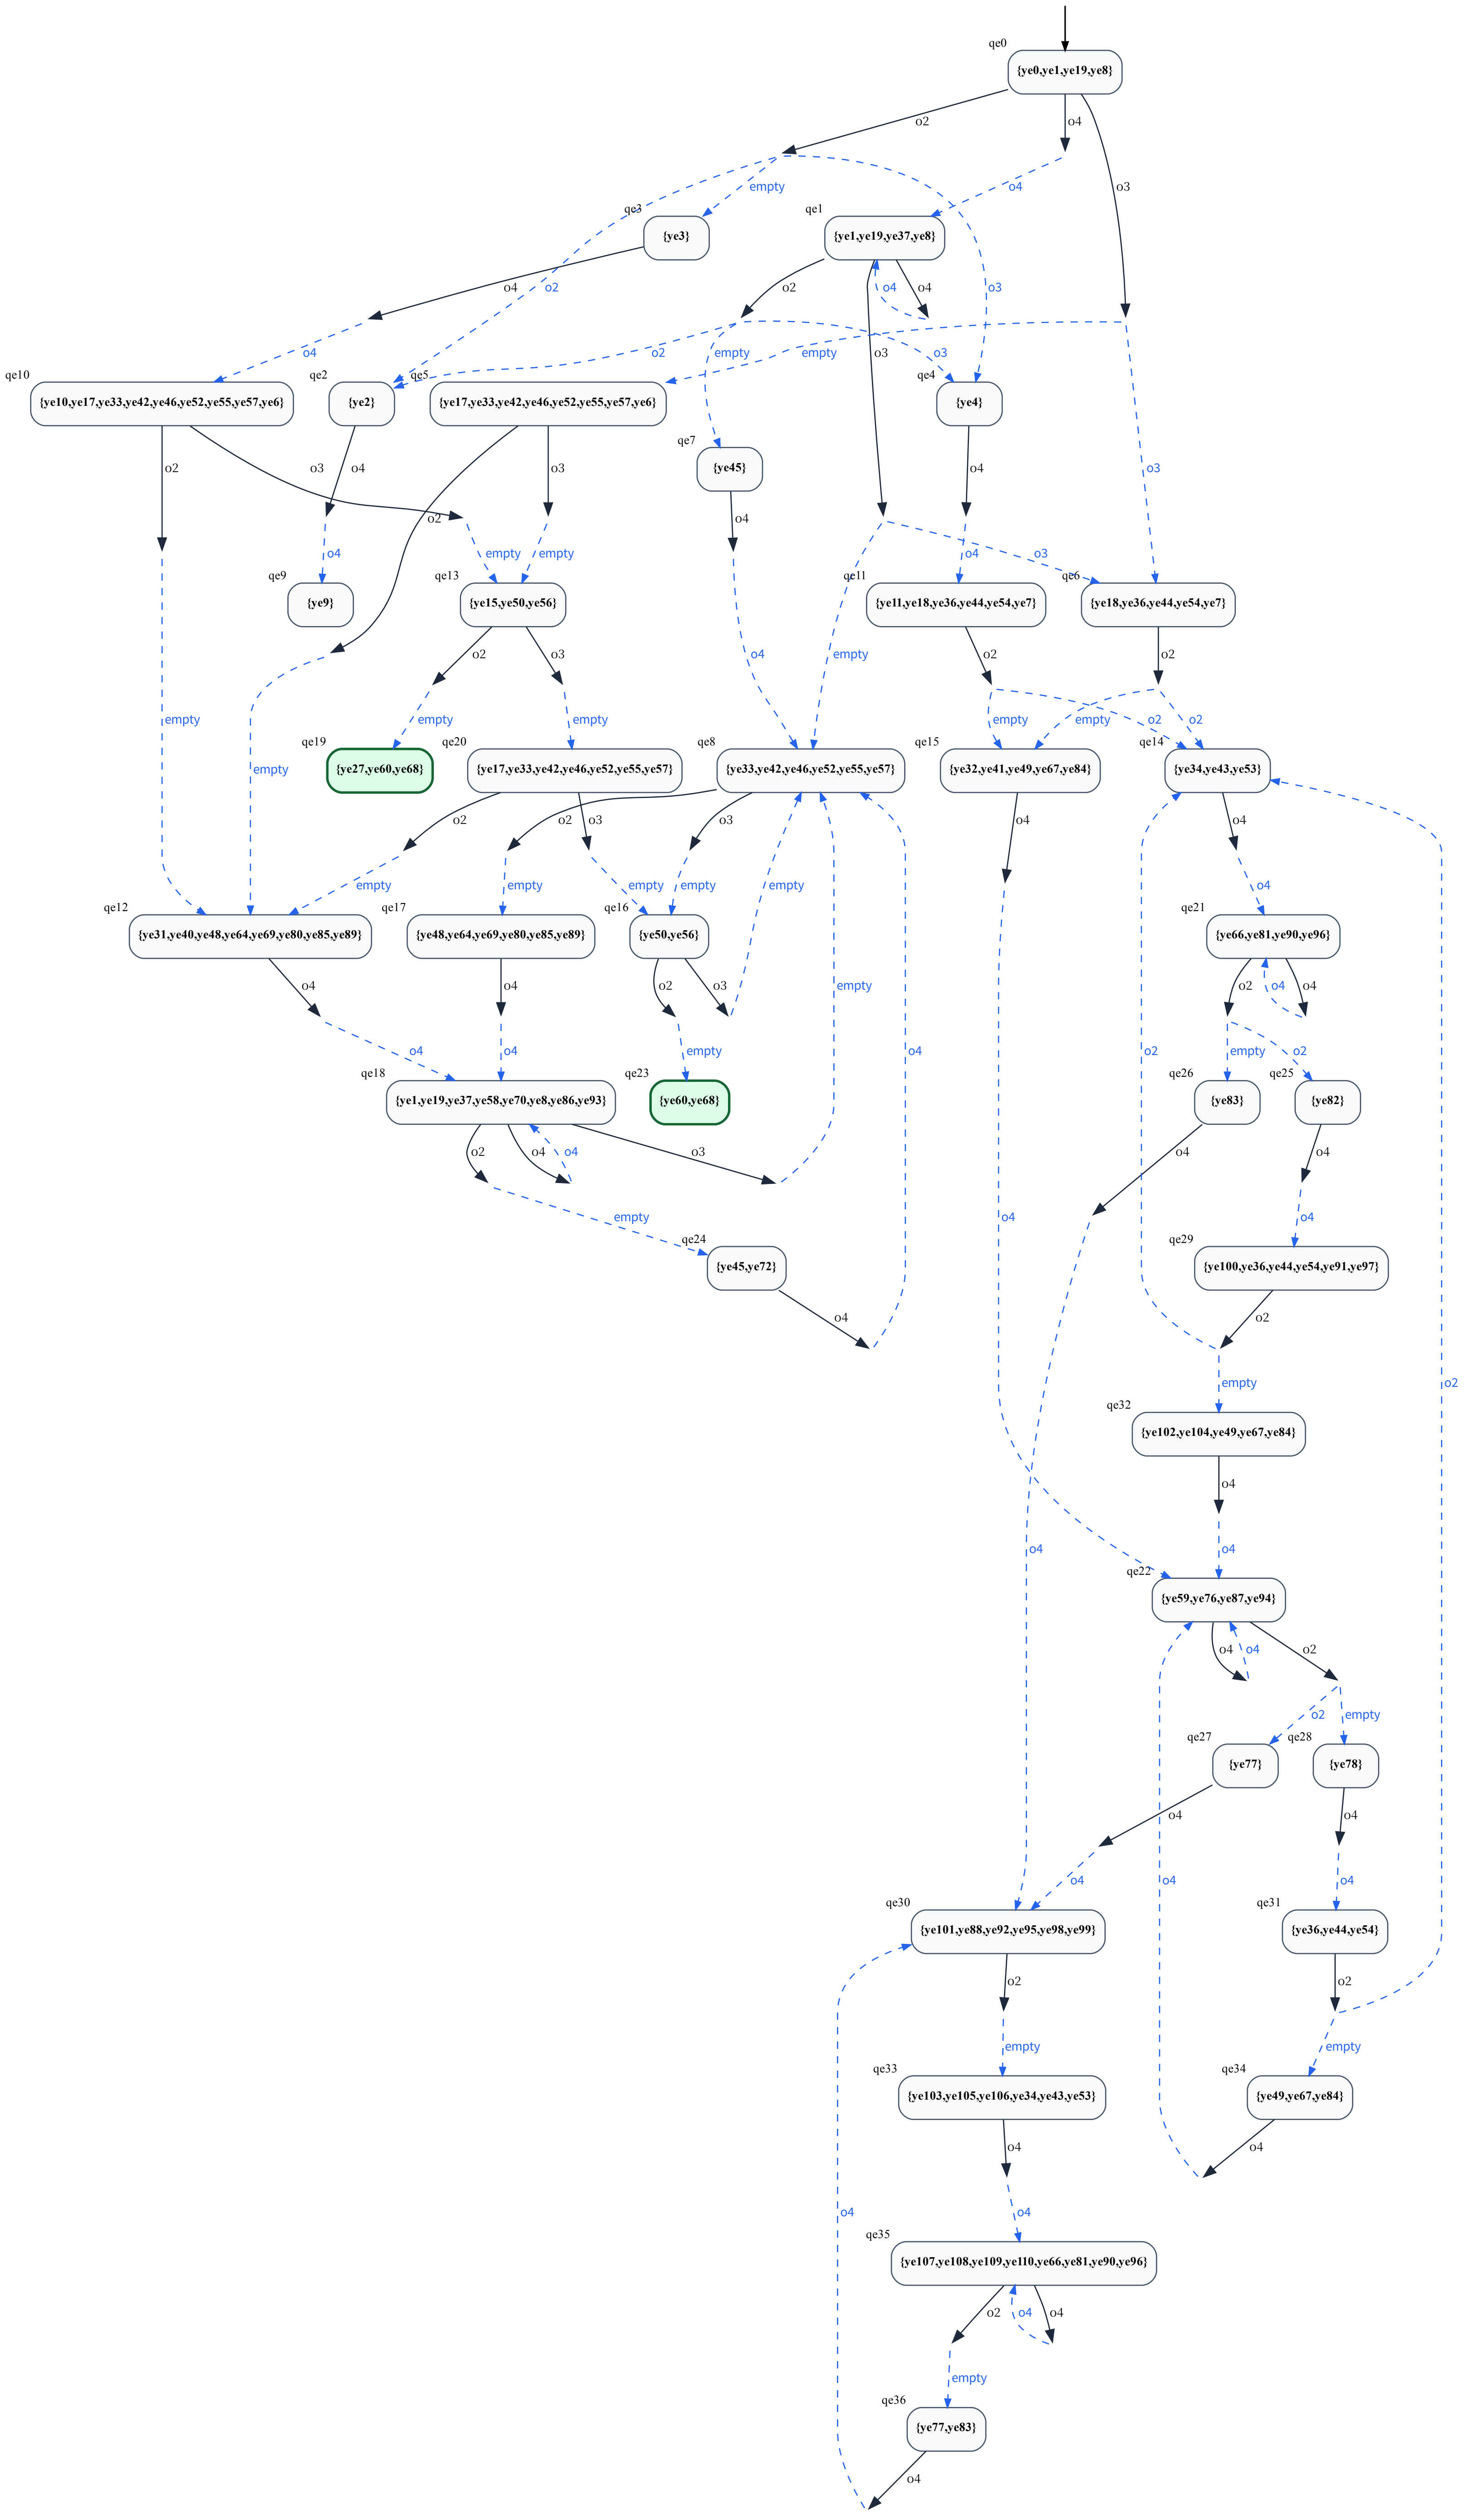 qe0
{ye0,ye1,ye19,ye8}
o2
o4
o3
empty
o4
qe3
{ye3}
qe1
{ye1,ye19,ye37,ye8}
o4
o2
o3
o2
o4
o4
o3
o4
empty
o2
empty
o3
qe10
{ye10,ye17,ye33,ye42,ye46,ye52,ye55,ye57,ye6}
qe2
{ye2}
qe5
{ye17,ye33,ye42,ye46,ye52,ye55,ye57,ye6}
qe4
{ye4}
qe7
{ye45}
o2
o3
o4
o3
o4
o3
o2
o4
o4
empty
empty
o4
o3
qe9
{ye9}
qe13
{ye15,ye50,ye56}
qe11
{ye11,ye18,ye36,ye44,ye54,ye7}
qe6
{ye18,ye36,ye44,ye54,ye7}
o2
o3
o4
empty
o2
o2
empty
empty
empty
empty
empty
o2
o2
qe19
{ye27,ye60,ye68}
qe20
{ye17,ye33,ye42,ye46,ye52,ye55,ye57}
qe8
{ye33,ye42,ye46,ye52,ye55,ye57}
qe15
{ye32,ye41,ye49,ye67,ye84}
qe14
{ye34,ye43,ye53}
empty
o2
o3
o2
o3
o4
o4
empty
empty
empty
empty
empty
o4
qe12
{ye31,ye40,ye48,ye64,ye69,ye80,ye85,ye89}
qe17
{ye48,ye64,ye69,ye80,ye85,ye89}
qe16
{ye50,ye56}
qe21
{ye66,ye81,ye90,ye96}
o4
o4
o2
o3
empty
o2
o4
o4
o4
o4
empty
o4
o2
empty
o2
qe18
{ye1,ye19,ye37,ye58,ye70,ye8,ye86,ye93}
qe23
{ye60,ye68}
qe26
{ye83}
qe25
{ye82}
o2
o4
o4
o3
o4
o4
empty
o4
o4
qe24
{ye45,ye72}
qe29
{ye100,ye36,ye44,ye54,ye91,ye97}
o4
o2
empty
o2
qe32
{ye102,ye104,ye49,ye67,ye84}
o4
o4
o4
qe22
{ye59,ye76,ye87,ye94}
o4
o4
o2
o2
empty
qe27
{ye77}
qe28
{ye78}
o4
o4
o4
o4
o4
qe30
{ye101,ye88,ye92,ye95,ye98,ye99}
qe31
{ye36,ye44,ye54}
o2
o2
empty
empty
qe33
{ye103,ye105,ye106,ye34,ye43,ye53}
qe34
{ye49,ye67,ye84}
o4
o4
o4
o4
qe35
{ye107,ye108,ye109,ye110,ye66,ye81,ye90,ye96}
o2
o4
o4
empty
qe36
{ye77,ye83}
o4